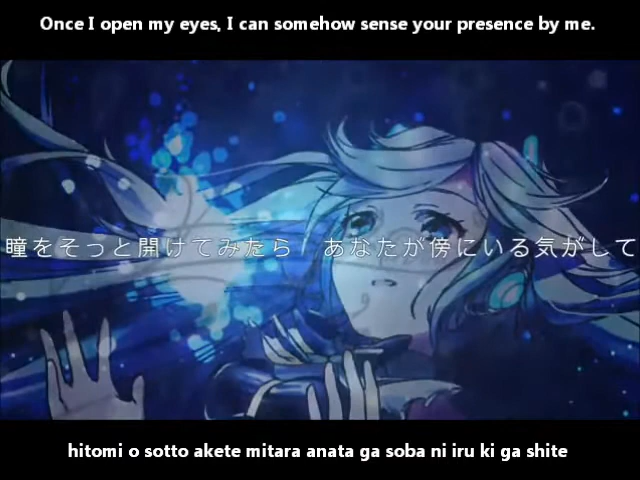 Once I open my eyes, I can somehow sense your presence by me.
瞳をそっと開けてみたら　あなたが傍にいる気がして
hitomi o sotto akete mitara anata ga soba ni iru ki ga shite